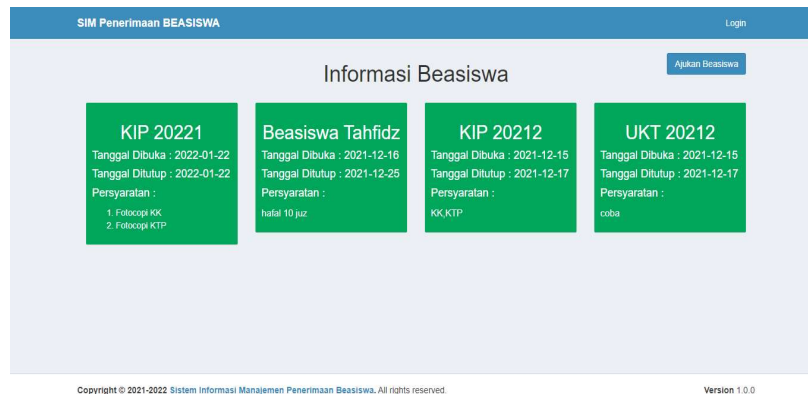 SIM Penerimaan BEASISWA
Login
Ajukan Beasiswa
Informasi Beasiswa
KIP 20221
Tanggal Dibuka : 2022-01-22
Tanggal Ditutup : 2022-01-22
Persyaratan :
1. Fotocopi KK
2. Fotocopi KTP
Beasiswa Tahfidz
Tanggal Dibuka : 2021-12-16
Tanggal Ditutup : 2021-12-25
Persyaratan :
hafal 10 juz
KIP 20212
Tanggal Dibuka : 2021-12-15
Tanggal Ditutup : 2021-12-17
Persyaratan :
KK,KTP
UKT 20212
Tanggal Dibuka : 2021-12-15
Tanggal Ditutup : 2021-12-17
Persyaratan :
coba
Copyright © 2021-2022 Sistem Informasi Manajemen Penerimaan Beasiswa. All rights reserved.
Version 1.0.0